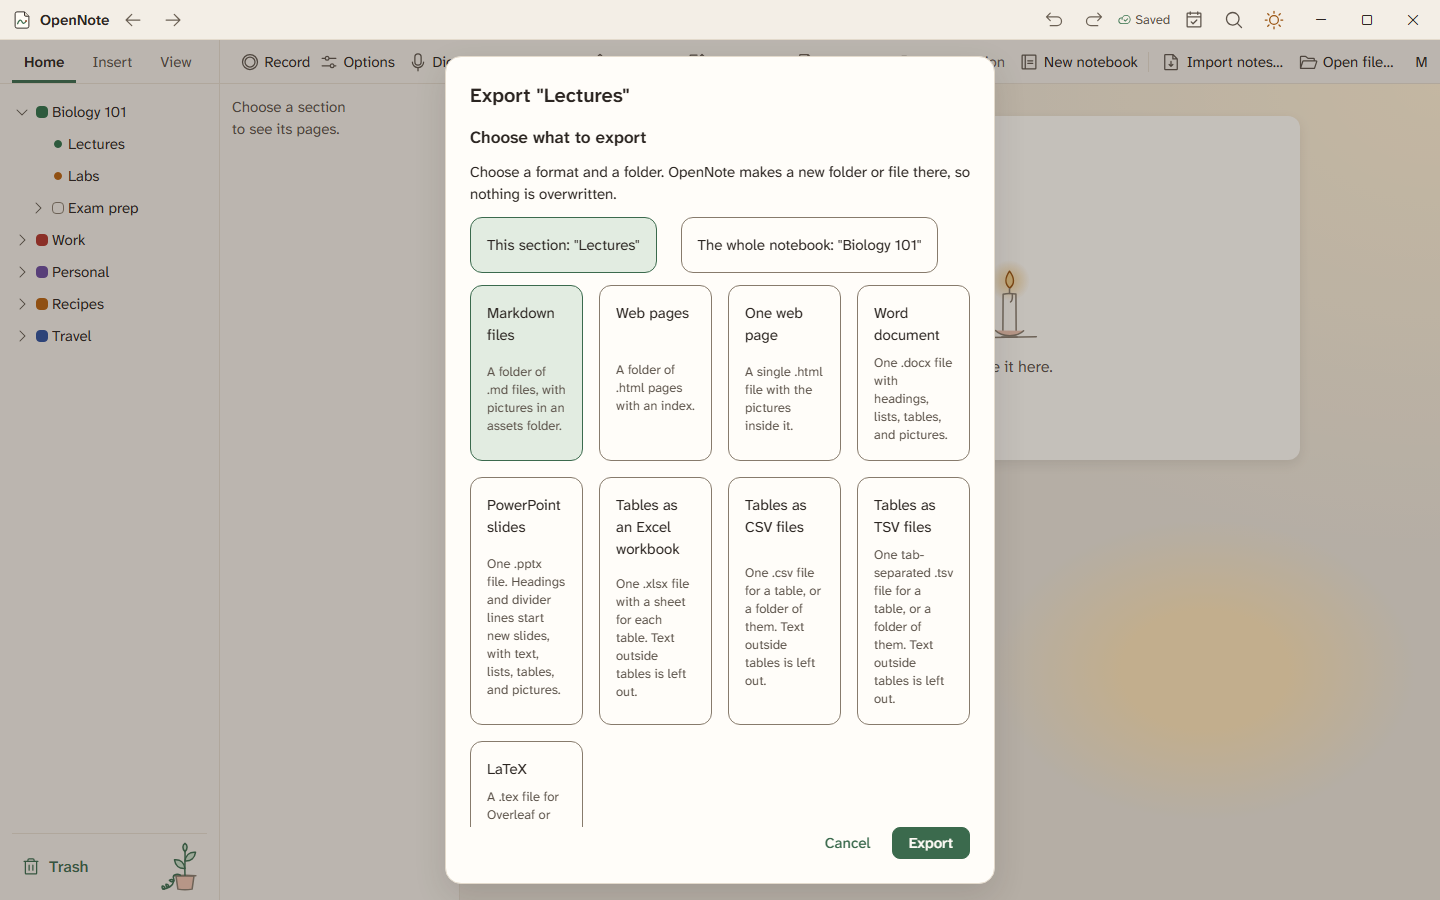 OpenNote
Saved
Home
Insert
View
Record
Options
New notebook
Import notes...
Open file...
M
Biology 101
Lectures
Labs
Exam prep
Work
Personal
Recipes
Travel
Trash
Choose a section
to see its pages.
Export "Lectures"
Choose what to export
Choose a format and a folder. OpenNote makes a new folder or file there, so
nothing is overwritten.
This section: "Lectures"
The whole notebook: "Biology 101"
Markdown
files
A folder of
.md files, with
pictures in an
assets folder.
Web pages
A folder of
.html pages
with an index.
One web
page
A single .html
file with the
pictures
inside it.
Word
document
One .docx file
with
headings,
lists, tables,
and pictures.
PowerPoint
slides
One .pptx
file. Headings
and divider
lines start
new slides,
with text,
lists, tables,
and pictures.
Tables as
an Excel
workbook
One .xlsx file
with a sheet
for each
table. Text
outside
tables is left
out.
Tables as
CSV files
One .csv file
for a table, or
a folder of
them. Text
outside
tables is left
out.
Tables as
TSV files
One tab-
separated .tsv
file for a
table, or a
folder of
them. Text
outside
tables is left
out.
LaTeX
A .tex file for
Overleaf or
it here.
Cancel
Export